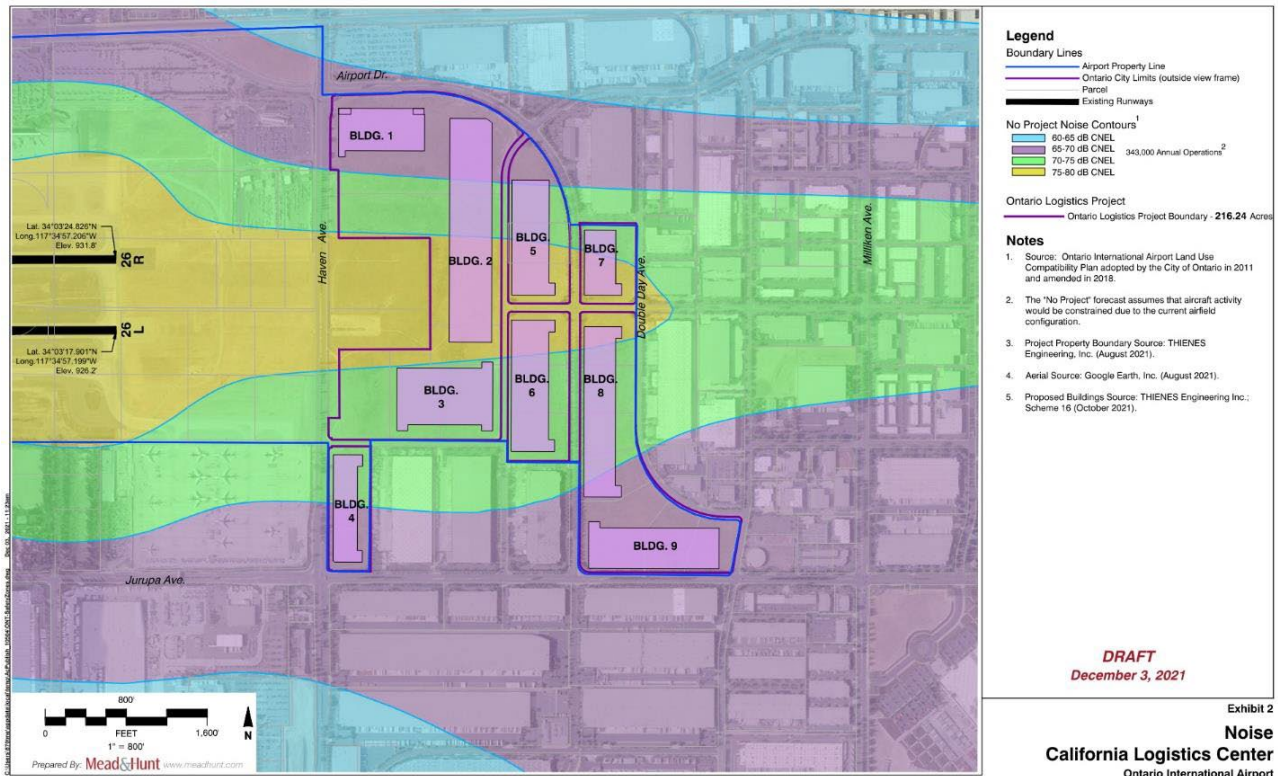 Airport Dr.
BLDG. 1
Lat. 34°03'24.826"N
Long.117°34'57.206"W
Elev. 931.8'
26
R
Haven Ave.
BLDG. 2
BLDG.
5
BLDG.
7
Double Day Ave.
Milliken Ave.
26
L
Lat. 34°03'17.901"N
Long.117°34'57.199"W
Elev. 926.2'
BLDG.
3
BLDG.
6
BLDG.
8
BLDG.
4
BLDG. 9
Jurupa Ave.
800'
0
1,600'
FEET
1" = 800'
N
Prepared By: Mead&Hunt www.meadhunt.com
Legend
Boundary Lines
Airport Property Line
Ontario City Limits (outside view frame)
Parcel
Existing Runways
No Project Noise Contours1
60-65 dB CNEL
65-70 dB CNEL 343,000 Annual Operations2
70-75 dB CNEL
75-80 dB CNEL
Ontario Logistics Project
Ontario Logistics Project Boundary - 216.24 Acres
Notes
1. Source: Ontario International Airport Land Use
Compatibility Plan adopted by the City of Ontario in 2011
and amended in 2018.
2. The "No Project" forecast assumes that aircraft activity
would be constrained due to the current airfield
configuration.
3. Project Property Boundary Source: THIENES
Engineering, Inc. (August 2021).
4. Aerial Source: Google Earth, Inc. (August 2021).
5. Proposed Buildings Source: THIENES Engineering Inc.;
Scheme 16 (October 2021).
DRAFT
December 3, 2021
Exhibit 2
Noise
California Logistics Center
Ontario International Airport